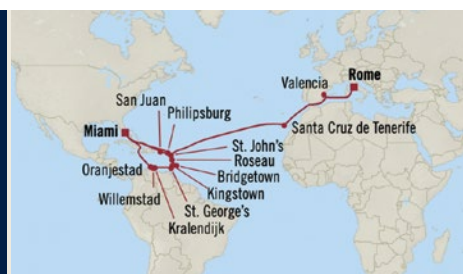 Rome
Valencia
San Juan
Philipsburg
Miami
Santa Cruz de Tenerife
St. John's
Roseau
Oranjestad
Bridgetown
Willemstad
Kingstown
St. George's
Kralendijk